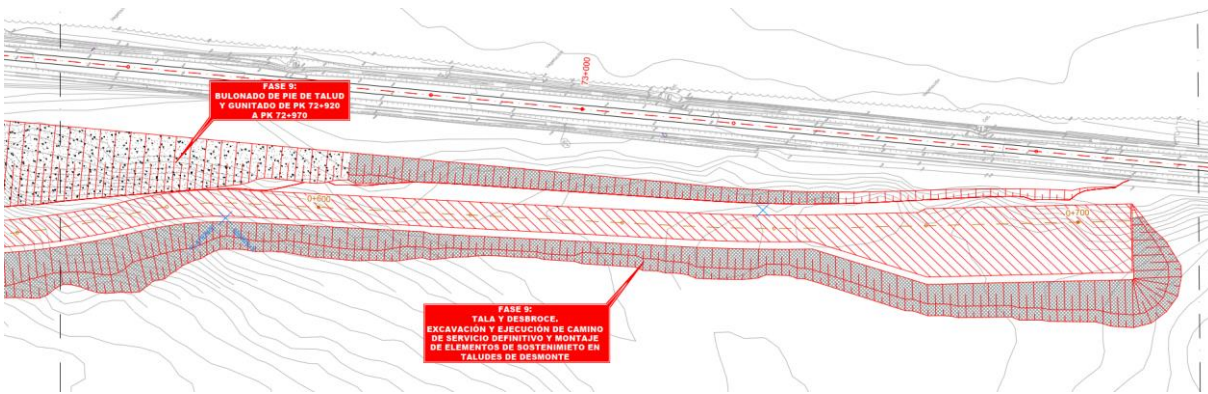 73+000
FASE 9:
BULONADO DE PIE DE TALUD
Y GUNITADO DE PK 72+920
A PK 72+970
0+600
0+700
FASE 9:
TALA Y DESBROCE.
EXCAVACIÓN Y EJECUCIÓN DE CAMINO
DE SERVICIO DEFINITIVO Y MONTAJE
DE ELEMENTOS DE SOSTENIMIETO EN
TALUDES DE DESMONTE